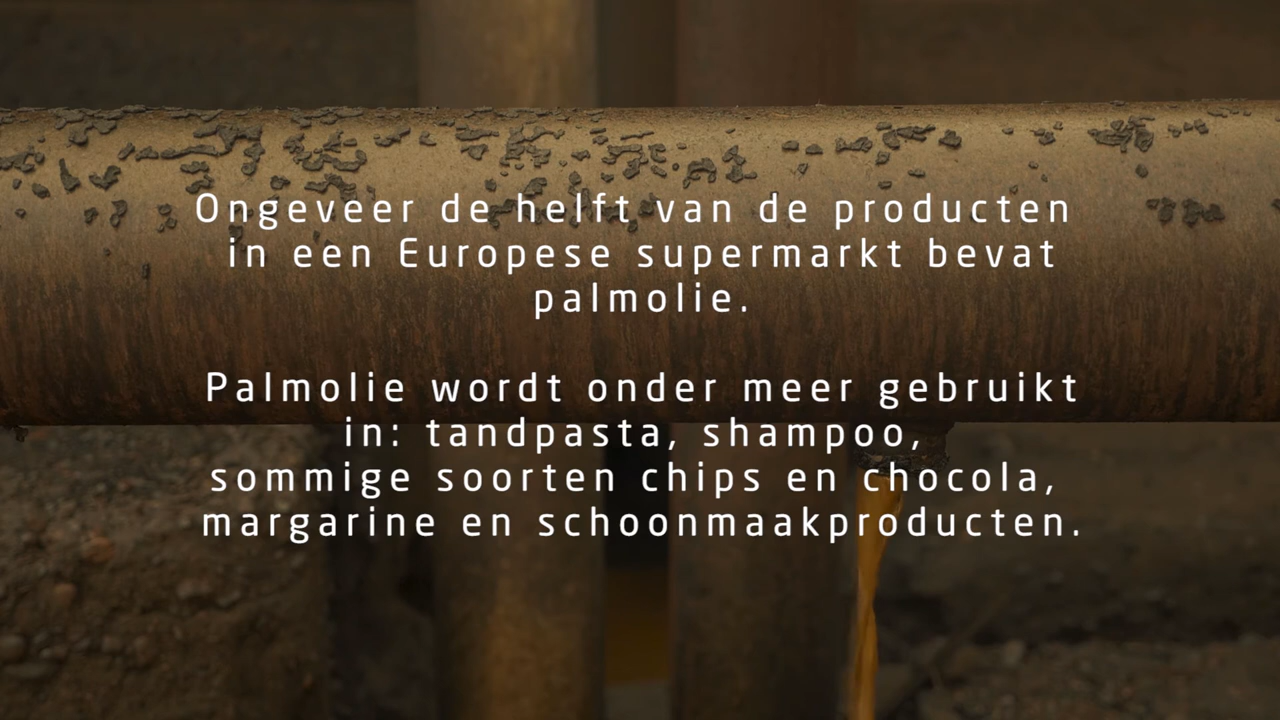 Ongeveer de helft van de producten
in een Europese supermarkt bevat
palmolie.
Palmolie wordt onder meer gebruikt
in: tandpasta, shampoo,
sommige soorten chips en chocola,
margarine en schoonmaakproducten.